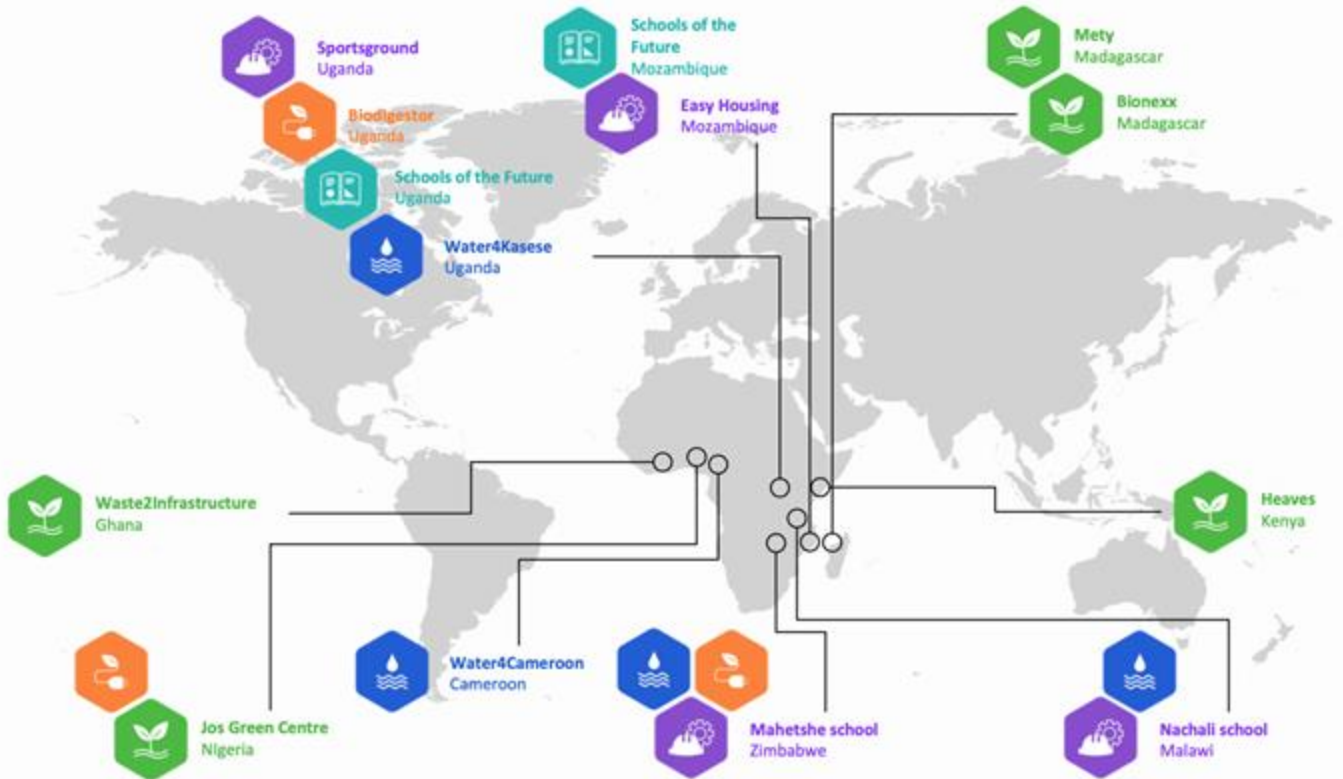 Sportsground
Uganda
Biodigestor
Uganda
Schools of the Future
Uganda
Water4Kasese
Uganda
Schools of the
Future
Mozambique
Easy Housing
Mozambique
Mety
Madagascar
Bionexx
Madagascar
Waste2Infrastructure
Ghana
Heaves
Kenya
Jos Green Centre
Nigeria
Water4Cameroon
Cameroon
Mahetshe school
Zimbabwe
Nachali school
Malawi